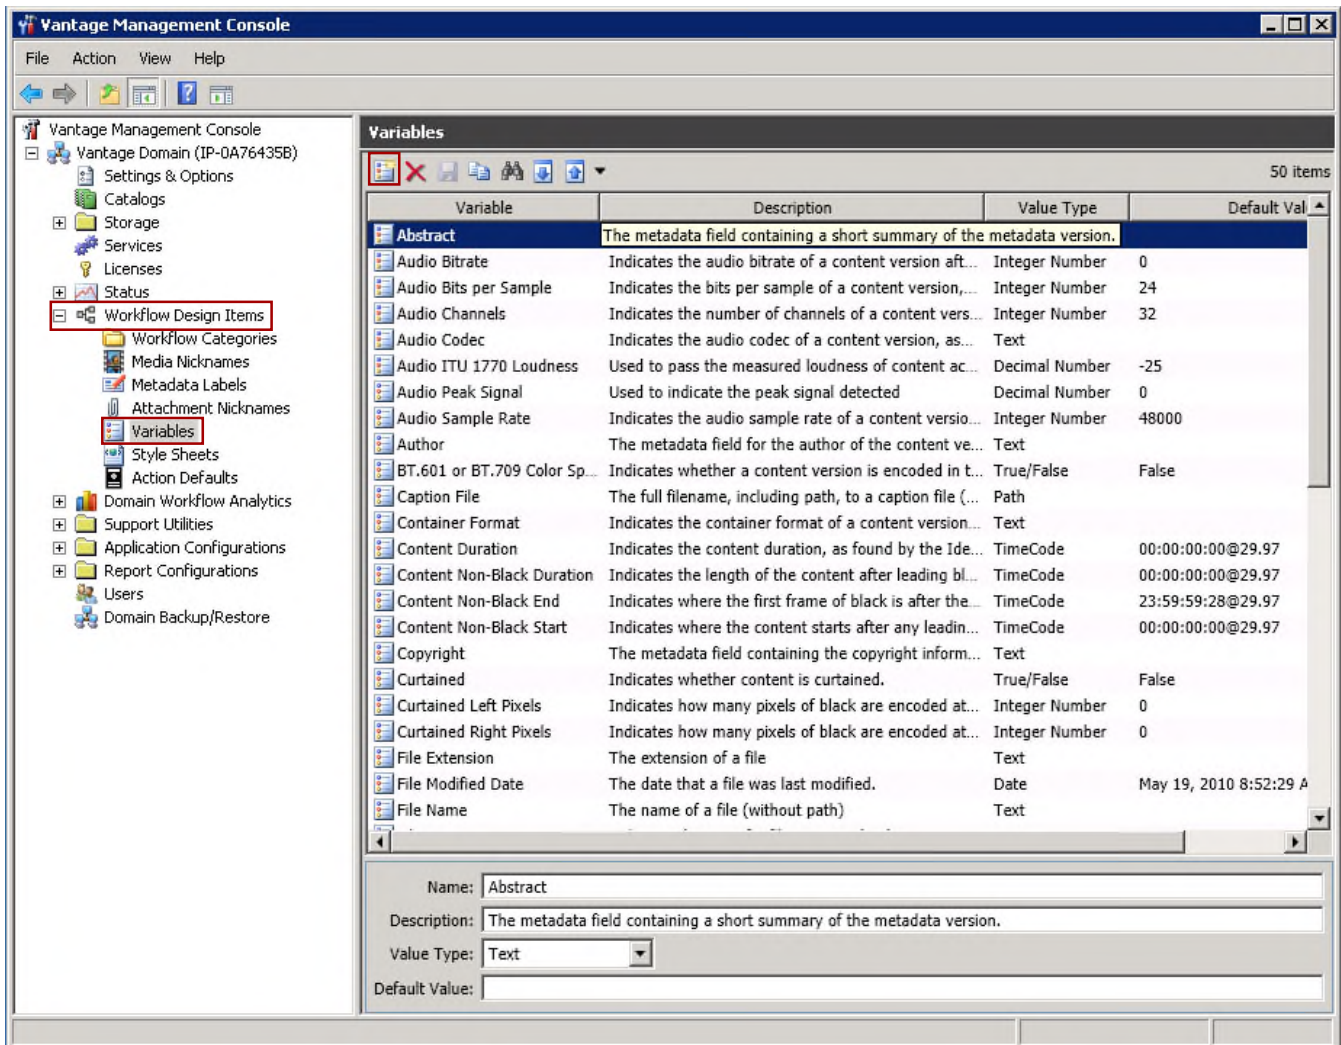 Vantage Management Console
File Action View Help
Vantage Management Console
Vantage Domain (IP-0A76435B)
Settings & Options
Catalogs
Storage
Services
Licenses
Status
Workflow Design Items
Workflow Categories
Media Nicknames
Metadata Labels
Attachment Nicknames
Variables
Style Sheets
Action Defaults
Domain Workflow Analytics
Support Utilities
Application Configurations
Report Configurations
Users
Domain Backup/Restore
Variables
50 items
Variable Description Value Type Default Val
Abstract The metadata field containing a short summary of the metadata version.
Audio Bitrate Indicates the audio bitrate of a content version aft... Integer Number 0
Audio Bits per Sample Indicates the bits per sample of a content version,... Integer Number 24
Audio Channels Indicates the number of channels of a content vers... Integer Number 32
Audio Codec Indicates the audio codec of a content version, as... Text
Audio ITU 1770 Loudness Used to pass the measured loudness of content ac... Decimal Number -25
Audio Peak Signal Used to indicate the peak signal detected Decimal Number 0
Audio Sample Rate Indicates the audio sample rate of a content versio... Integer Number 48000
Author The metadata field for the author of the content ve... Text
BT.601 or BT.709 Color Sp... Indicates whether a content version is encoded in t... True/False False
Caption File The full filename, including path, to a caption file (... Path
Container Format Indicates the container format of a content version... Text
Content Duration Indicates the content duration, as found by the Ide... TimeCode 00:00:00:00@29.97
Content Non-Black Duration Indicates the length of the content after leading bl... TimeCode 00:00:00:00@29.97
Content Non-Black End Indicates where the first frame of black is after the... TimeCode 23:59:59:28@29.97
Content Non-Black Start Indicates where the content starts after any leadin... TimeCode 00:00:00:00@29.97
Copyright The metadata field containing the copyright inform... Text
Curtained Indicates whether content is curtained. True/False False
Curtained Left Pixels Indicates how many pixels of black are encoded at... Integer Number 0
Curtained Right Pixels Indicates how many pixels of black are encoded at... Integer Number 0
File Extension The extension of a file Text
File Modified Date The date that a file was last modified. Date May 19, 2010 8:52:29 A
File Name The name of a file (without path) Text
Name: Abstract
Description: The metadata field containing a short summary of the metadata version.
Value Type: Text
Default Value: